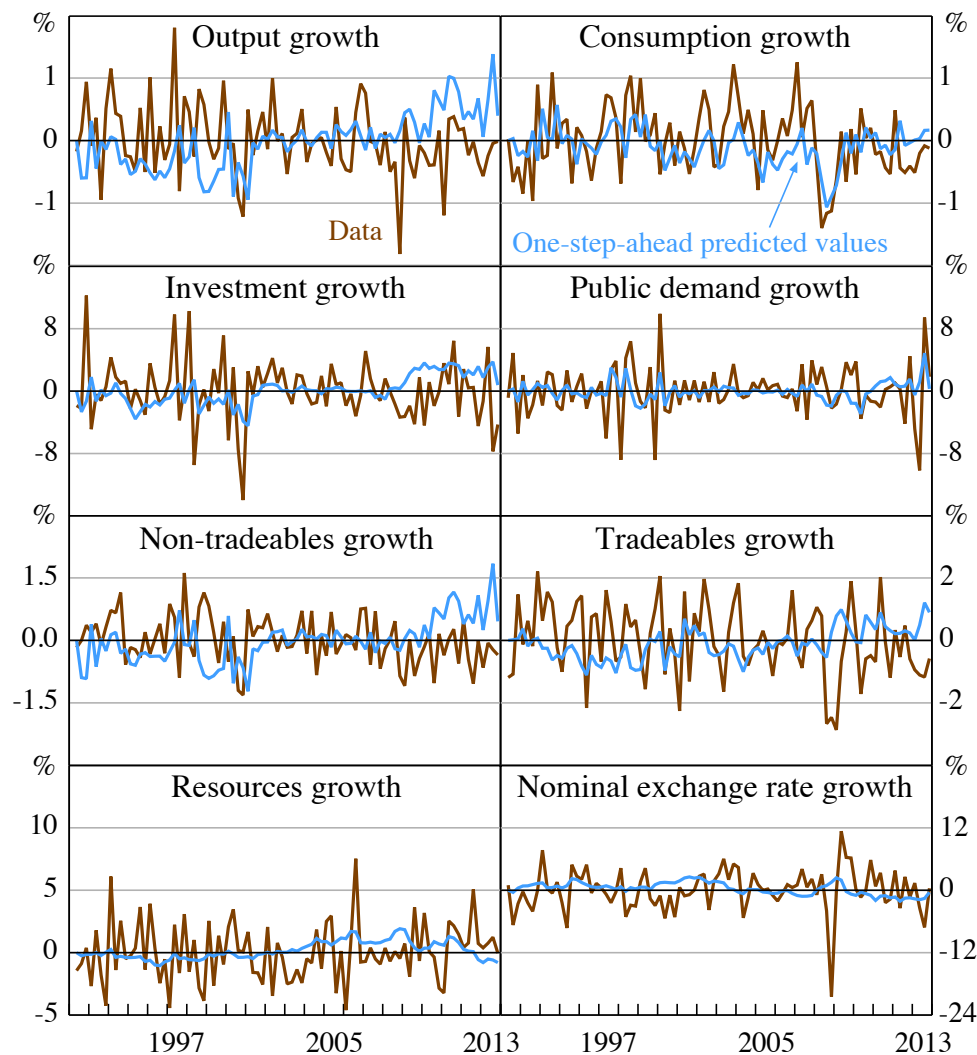 % %
Output growth Consumption growth
1 1
0 0
-1 -1
Data
One-step-ahead predicted values
% %
Investment growth Public demand growth
8 8
0 0
-8 -8
% %
Non-tradeables growth Tradeables growth
1.5 2
0.0 0
-1.5 -2
% %
Resources growth Nominal exchange rate growth
10 12
5 0
0 -12
-5 -24
1997 2005 2013 1997 2005 2013